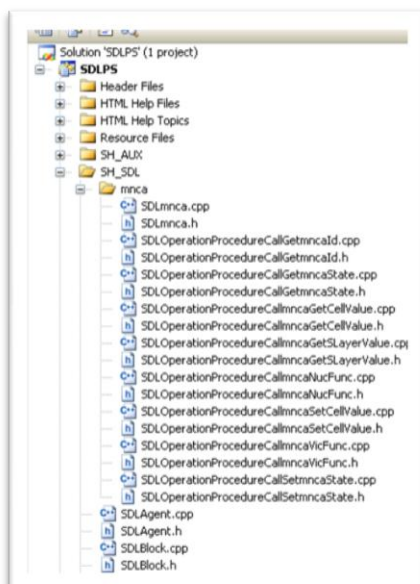 Solution 'SDLPS' (1 project)
SDLPS
Header Files
HTML Help Files
HTML Help Topics
Resource Files
SH_AUX
SH_SDL
mnca
SDLmnca.cpp
SDLmnca.h
SDLOperationProcedureCallGetmncaId.cpp
SDLOperationProcedureCallGetmncaId.h
SDLOperationProcedureCallGetmncaState.cpp
SDLOperationProcedureCallGetmncaState.h
SDLOperationProcedureCallmncaGetCellValue.cpp
SDLOperationProcedureCallmncaGetCellValue.h
SDLOperationProcedureCallmncaGetSLayerValue.cpp
SDLOperationProcedureCallmncaGetSLayerValue.h
SDLOperationProcedureCallmncaNucFunc.cpp
SDLOperationProcedureCallmncaNucFunc.h
SDLOperationProcedureCallmncaSetCellValue.cpp
SDLOperationProcedureCallmncaSetCellValue.h
SDLOperationProcedureCallmncaVicFunc.cpp
SDLOperationProcedureCallmncaVicFunc.h
SDLOperationProcedureCallSetmncaState.cpp
SDLOperationProcedureCallSetmncaState.h
SDLAgent.cpp
SDLAgent.h
SDLBlock.cpp
SDLBlock.h